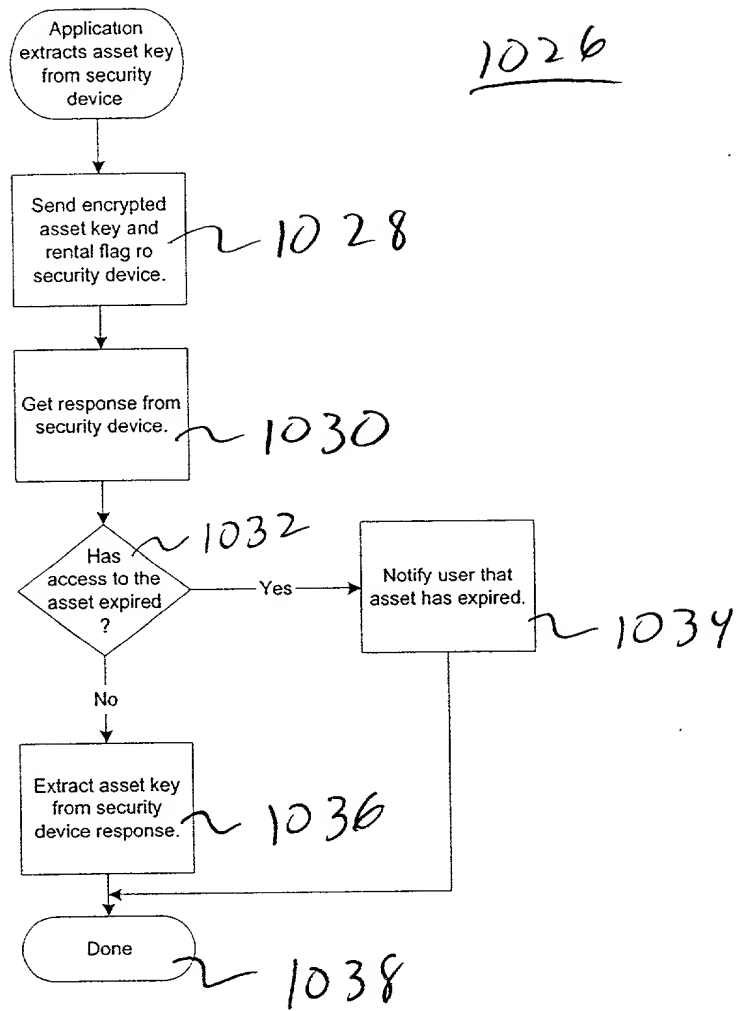 Application
extracts asset key
from security
device
1026
Send encrypted
asset key and
rental flag ro
security device.
1028
Get response from
security device.
1030
Has
access to the
asset expired
?
1032
Yes
Notify user that
asset has expired.
1034
No
Extract asset key
from security
device response.
1036
Done
1038